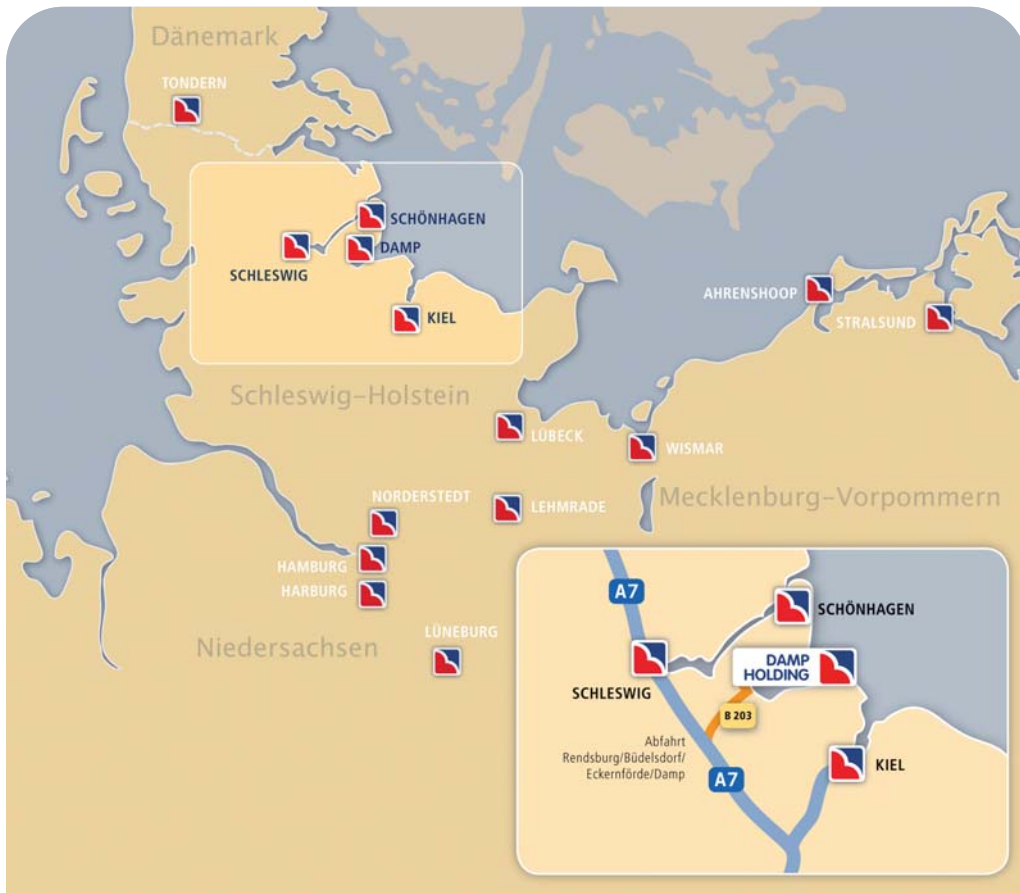 Dänemark
TONDERN
SCHÖNHAGEN
DAMP
SCHLESWIG
KIEL
AHRENSHOOP
STRALSUND
Schleswig-Holstein
LÜBECK
WISMAR
Mecklenburg-Vorpommern
NORDERSTEDT
LEHMRADE
HAMBURG
HARBURG
LÜNEBURG
Niedersachsen
A7
SCHÖNHAGEN
DAMP
HOLDING
SCHLESWIG
B 203
Abfahrt
Rendsburg/Büdelsdorf/
Eckernförde/Damp
A7
KIEL